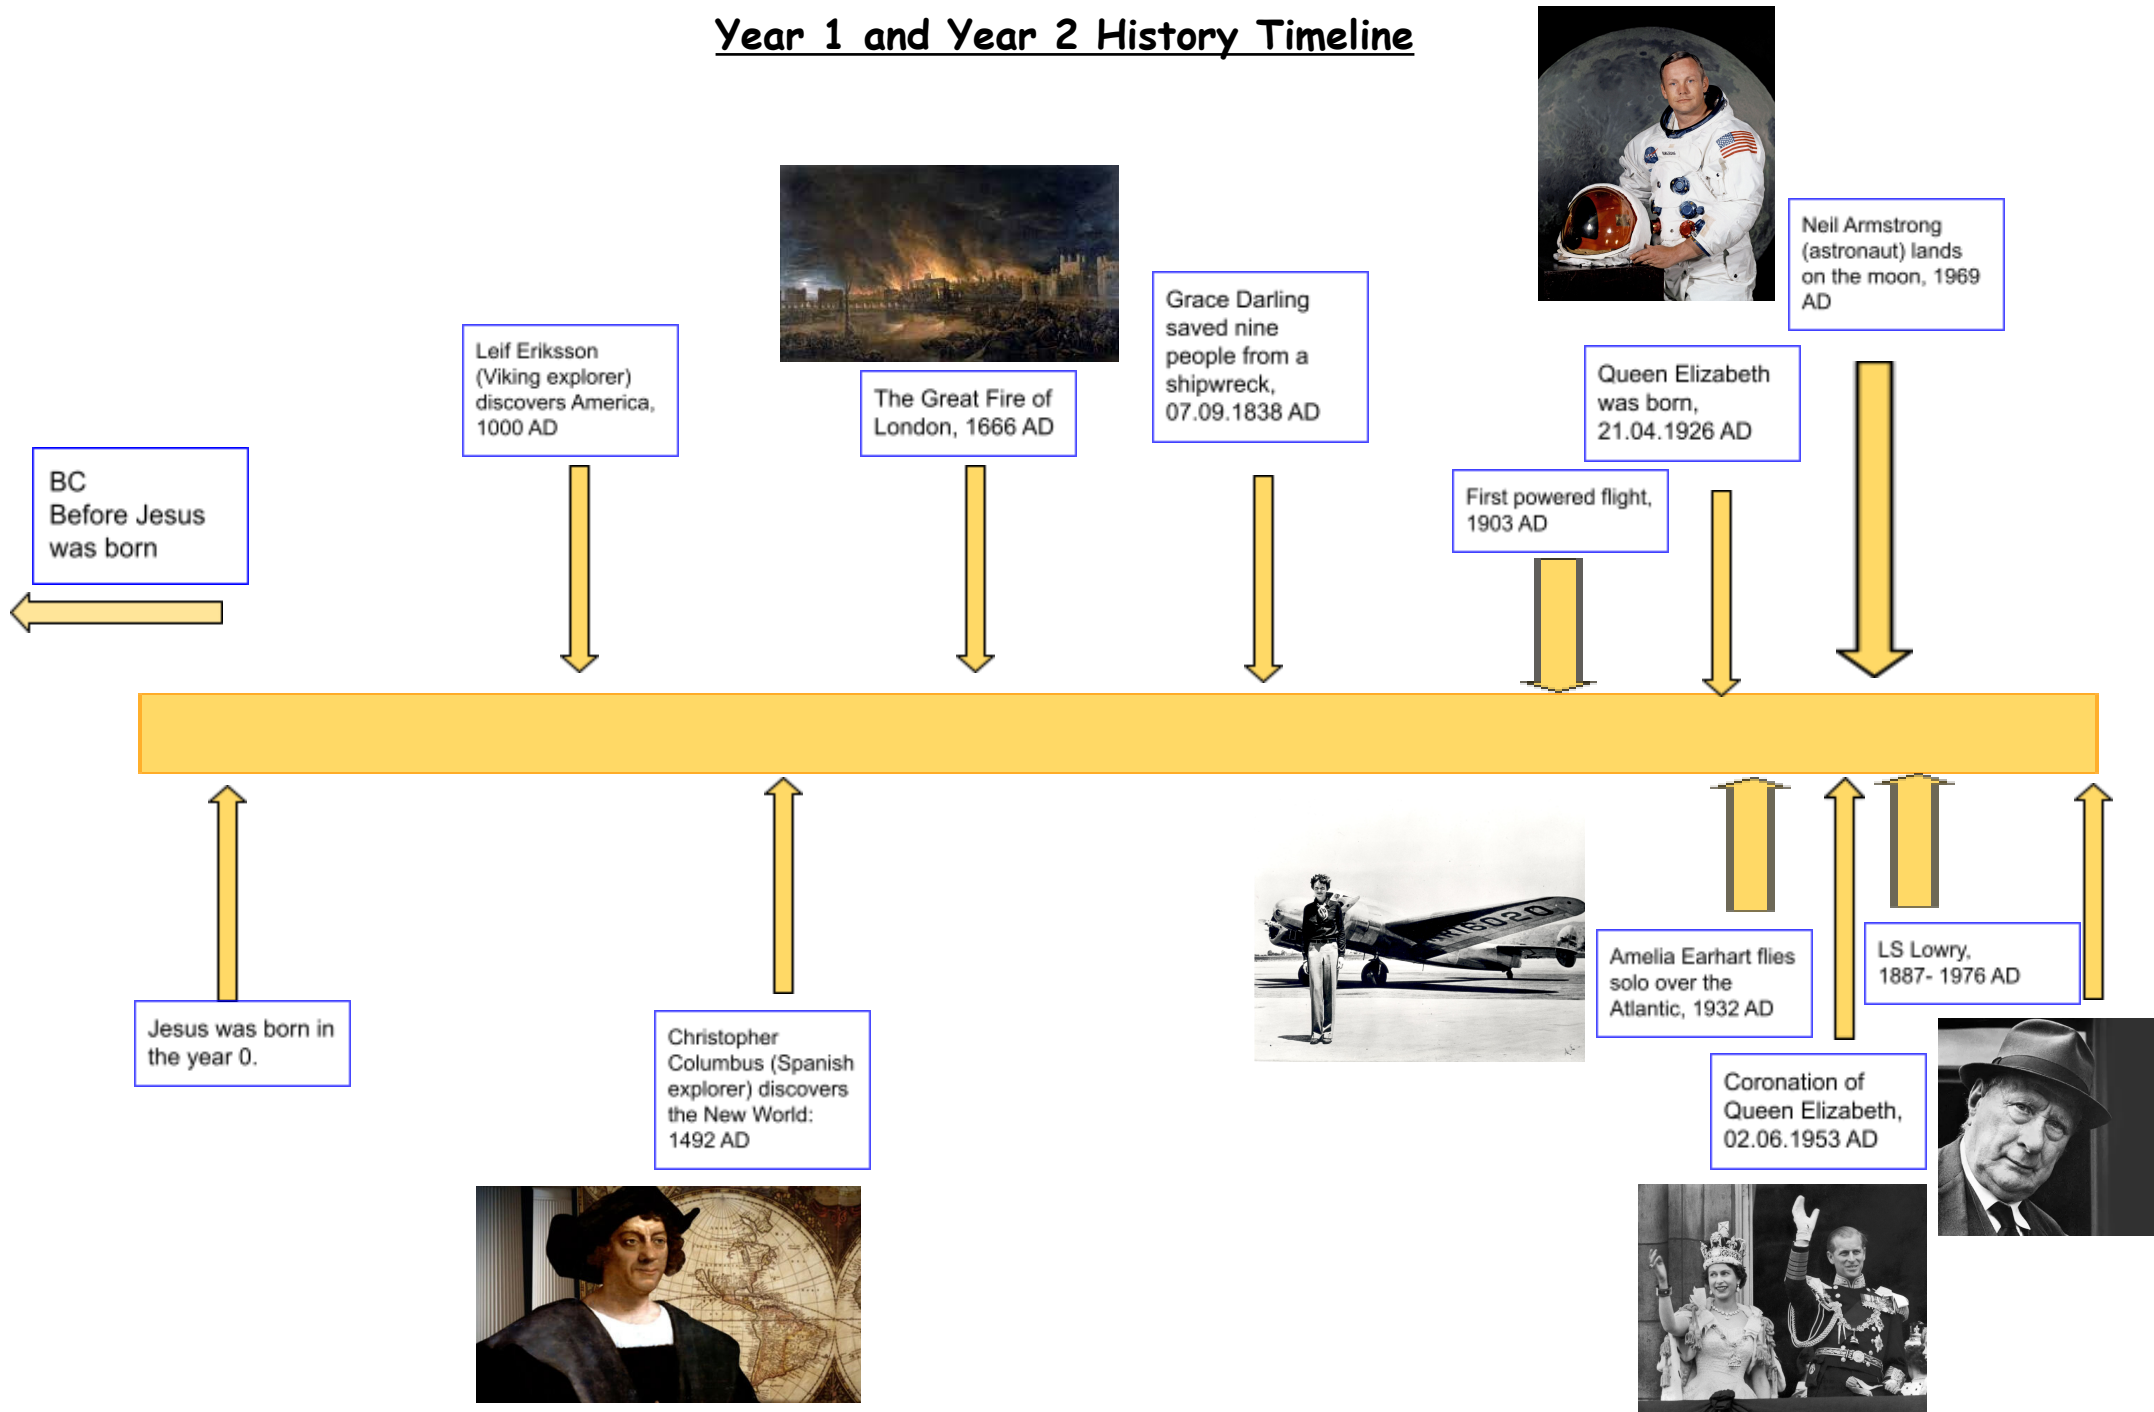 Year 1 and Year 2 History Timeline
Neil Armstrong
(astronaut) lands
on the moon, 1969
AD
Grace Darling
saved nine
people from a
shipwreck,
07.09.1838 AD
Leif Eriksson
(Viking explorer)
discovers America,
1000 AD
The Great Fire of
London, 1666 AD
Queen Elizabeth
was born,
21.04.1926 AD
BC
Before Jesus
was born
First powered flight,
1903 AD
Jesus was born in
the year 0.
Christopher
Columbus (Spanish
explorer) discovers
the New World:
1492 AD
Amelia Earhart flies
solo over the
Atlantic, 1932 AD
LS Lowry,
1887- 1976 AD
Coronation of
Queen Elizabeth,
02.06.1953 AD
NR16020